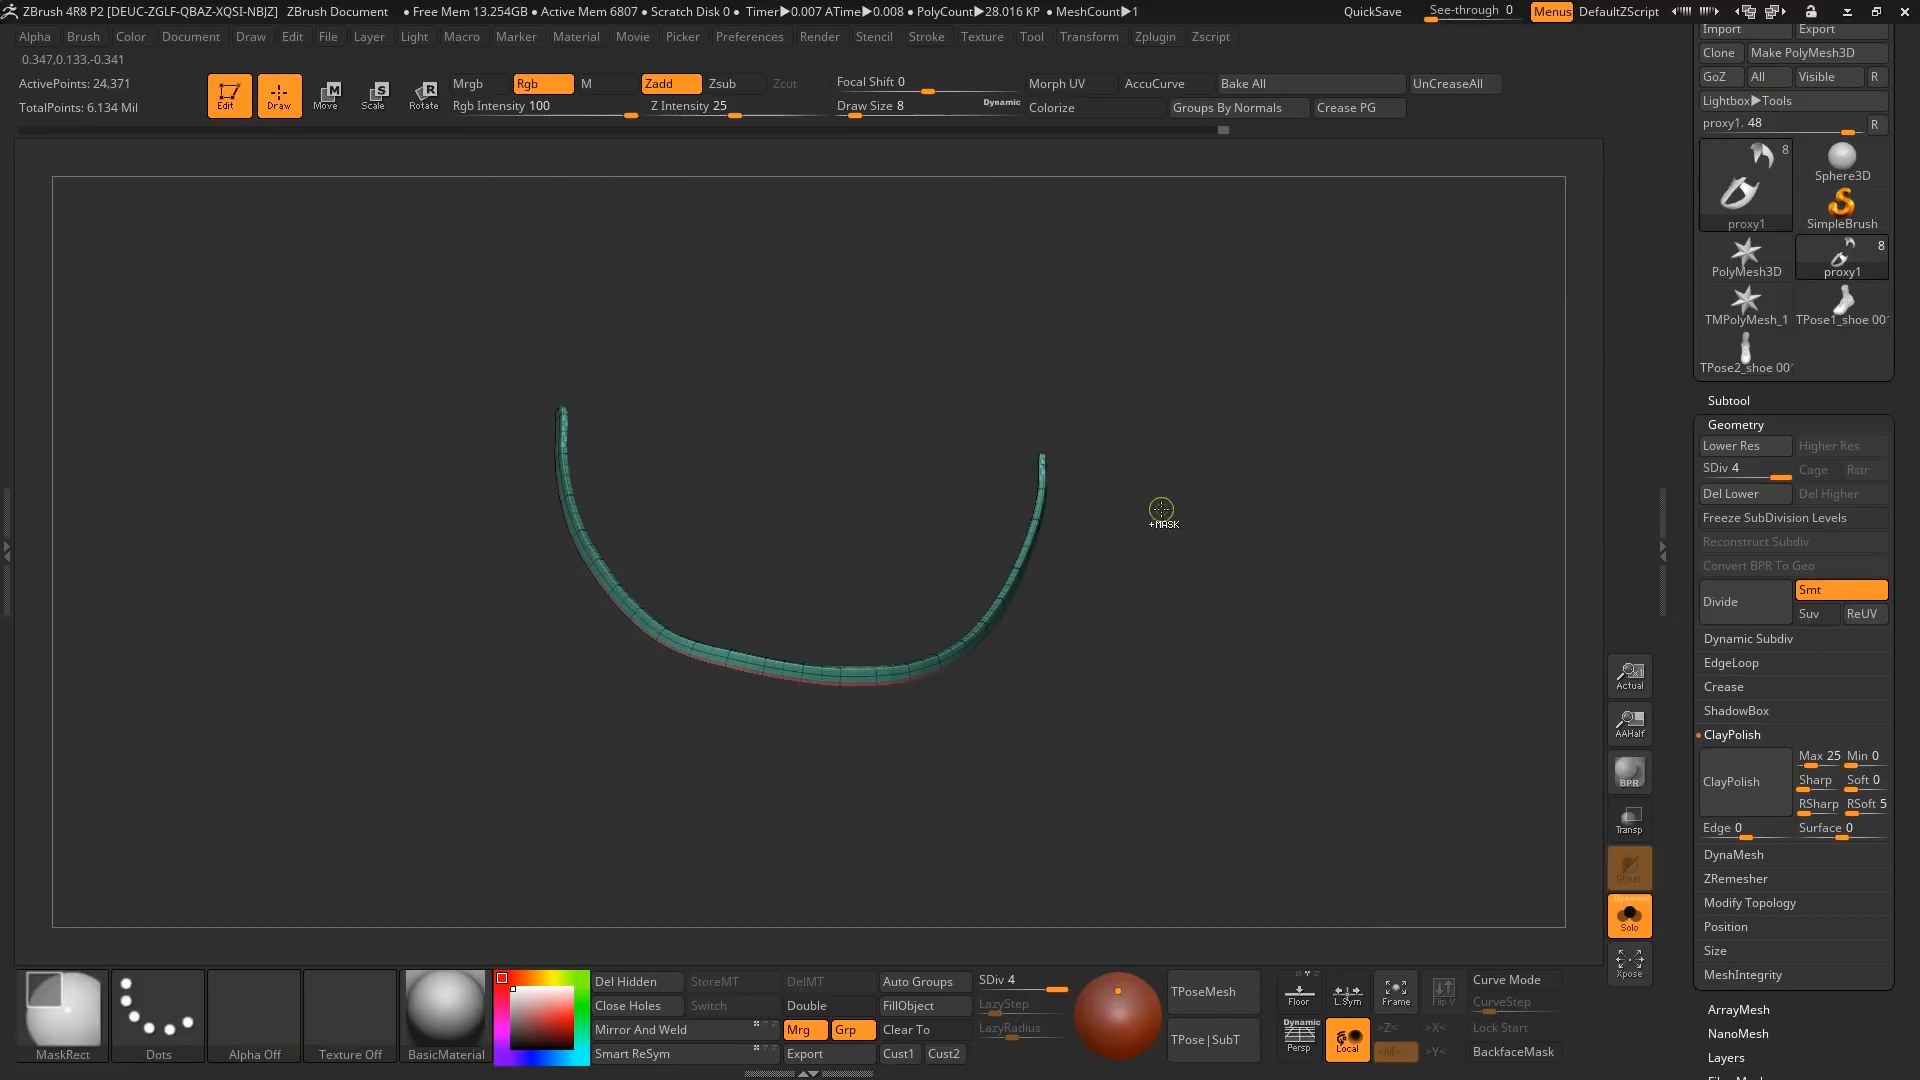 ZBrush 4R8 P2 [DEUC-ZGLF-QBAZ-XQSI-NBJZ] ZBrush Document • Free Mem 13.254GB • Active Mem 6807 • Scratch Disk 0 • Timer▶0.007 ATime▶0.008 • PolyCount▶28.016 KP • MeshCount▶1 QuickSave See-through 0 Menus DefaultZScript
Alpha Brush Color Document Draw Edit File Layer Light Macro Marker Material Movie Picker Preferences Render Stencil Stroke Texture Tool Transform Zplugin Zscript
0.347,0.133,-0.341
ActivePoints: 24,371
TotalPoints: 6.134 Mil
Edit Draw Move Scale Rotate
Mrgb Rgb M Zadd Zsub Zcut Focal Shift 0 Morph UV AccuCurve Bake All UnCreaseAll
Rgb Intensity 100 Z Intensity 25 Draw Size 8 Dynamic Colorize Groups By Normals Crease PG
+MASK
Import Export
Clone Make PolyMesh3D
GoZ All Visible R
Lightbox▶Tools
proxy1. 48 R
8
proxy1
Sphere3D
SimpleBrush
PolyMesh3D
8
proxy1
TMPolyMesh_1
TPose1_shoe 00
TPose2_shoe 00
Subtool
Geometry
Lower Res Higher Res
SDiv 4 Cage Rstr
Del Lower Del Higher
Freeze SubDivision Levels
Reconstruct Subdiv
Convert BPR To Geo
Divide Smt
Suv ReUV
Dynamic Subdiv
EdgeLoop
Crease
ShadowBox
ClayPolish
ClayPolish Max 25 Min 0
Sharp Soft 0
RSharp RSoft 5
Edge 0 Surface 0
DynaMesh
ZRemesher
Modify Topology
Position
Size
MeshIntegrity
ArrayMesh
NanoMesh
Layers
Actual
AAHalf
BPR
Transp
Ghost
Dynamic
Solo
Xpose
MaskRect
Dots
Alpha Off
Texture Off
BasicMaterial
Del Hidden StoreMT DelMT Auto Groups
Close Holes Switch Double FillObject
Mirror And Weld Mrg Grp Clear To
Smart ReSym Export Cust1 Cust2
SDiv 4
LazyStep
LazyRadius
TPoseMesh
TPose|SubT
Floor L.Sym Frame Flip V
Dynamic
Persp Local >Z< >X<
>M< >Y<
Curve Mode
CurveStep
Lock Start
BackfaceMask